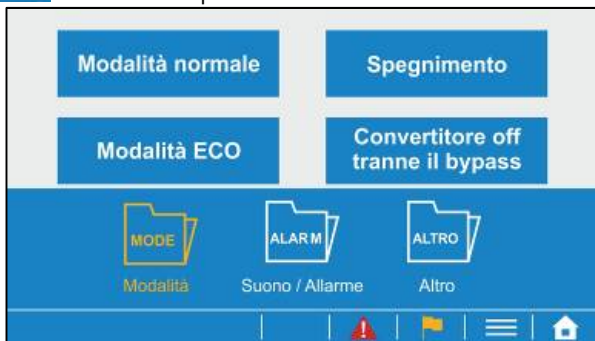 Modalità normale
Spegnimento
Modalità ECO
Convertitore off
tranne il bypass
MODE
ALARM
ALTRO
Modalità
Suono / Allarme
Altro